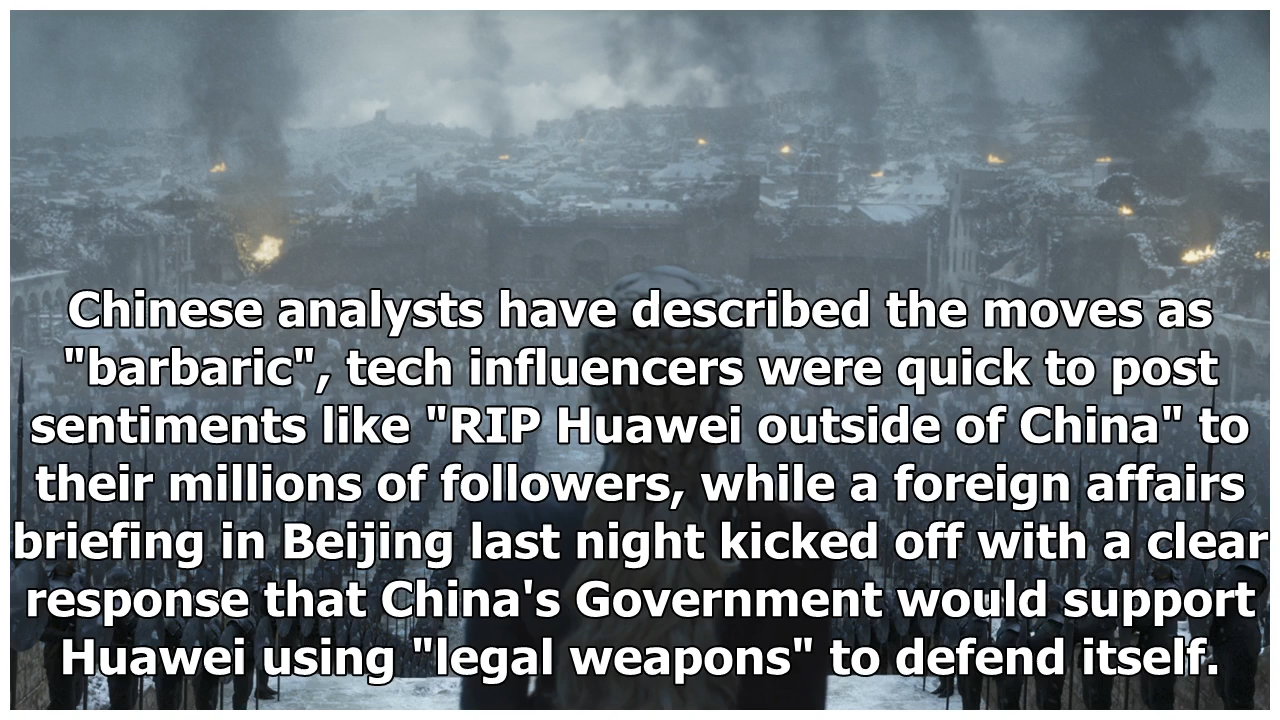 Chinese analysts have described the moves as
"barbaric", tech influencers were quick to post
sentiments like "RIP Huawei outside of China" to
their millions of followers, while a foreign affairs
briefing in Beijing last night kicked off with a clear
response that China's Government would support
Huawei using "legal weapons" to defend itself.